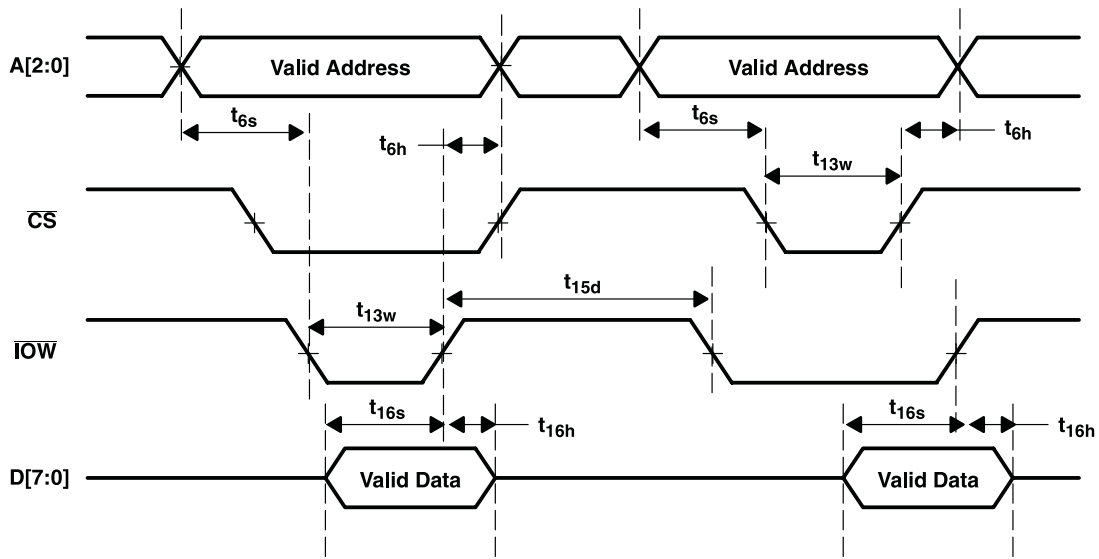 A[2:0] Valid Address Valid Address
t6s t6h t6s t6h
t13w
CS
t15d
t13w
IOW
t16s t16h t16s t16h
D[7:0] Valid Data Valid Data